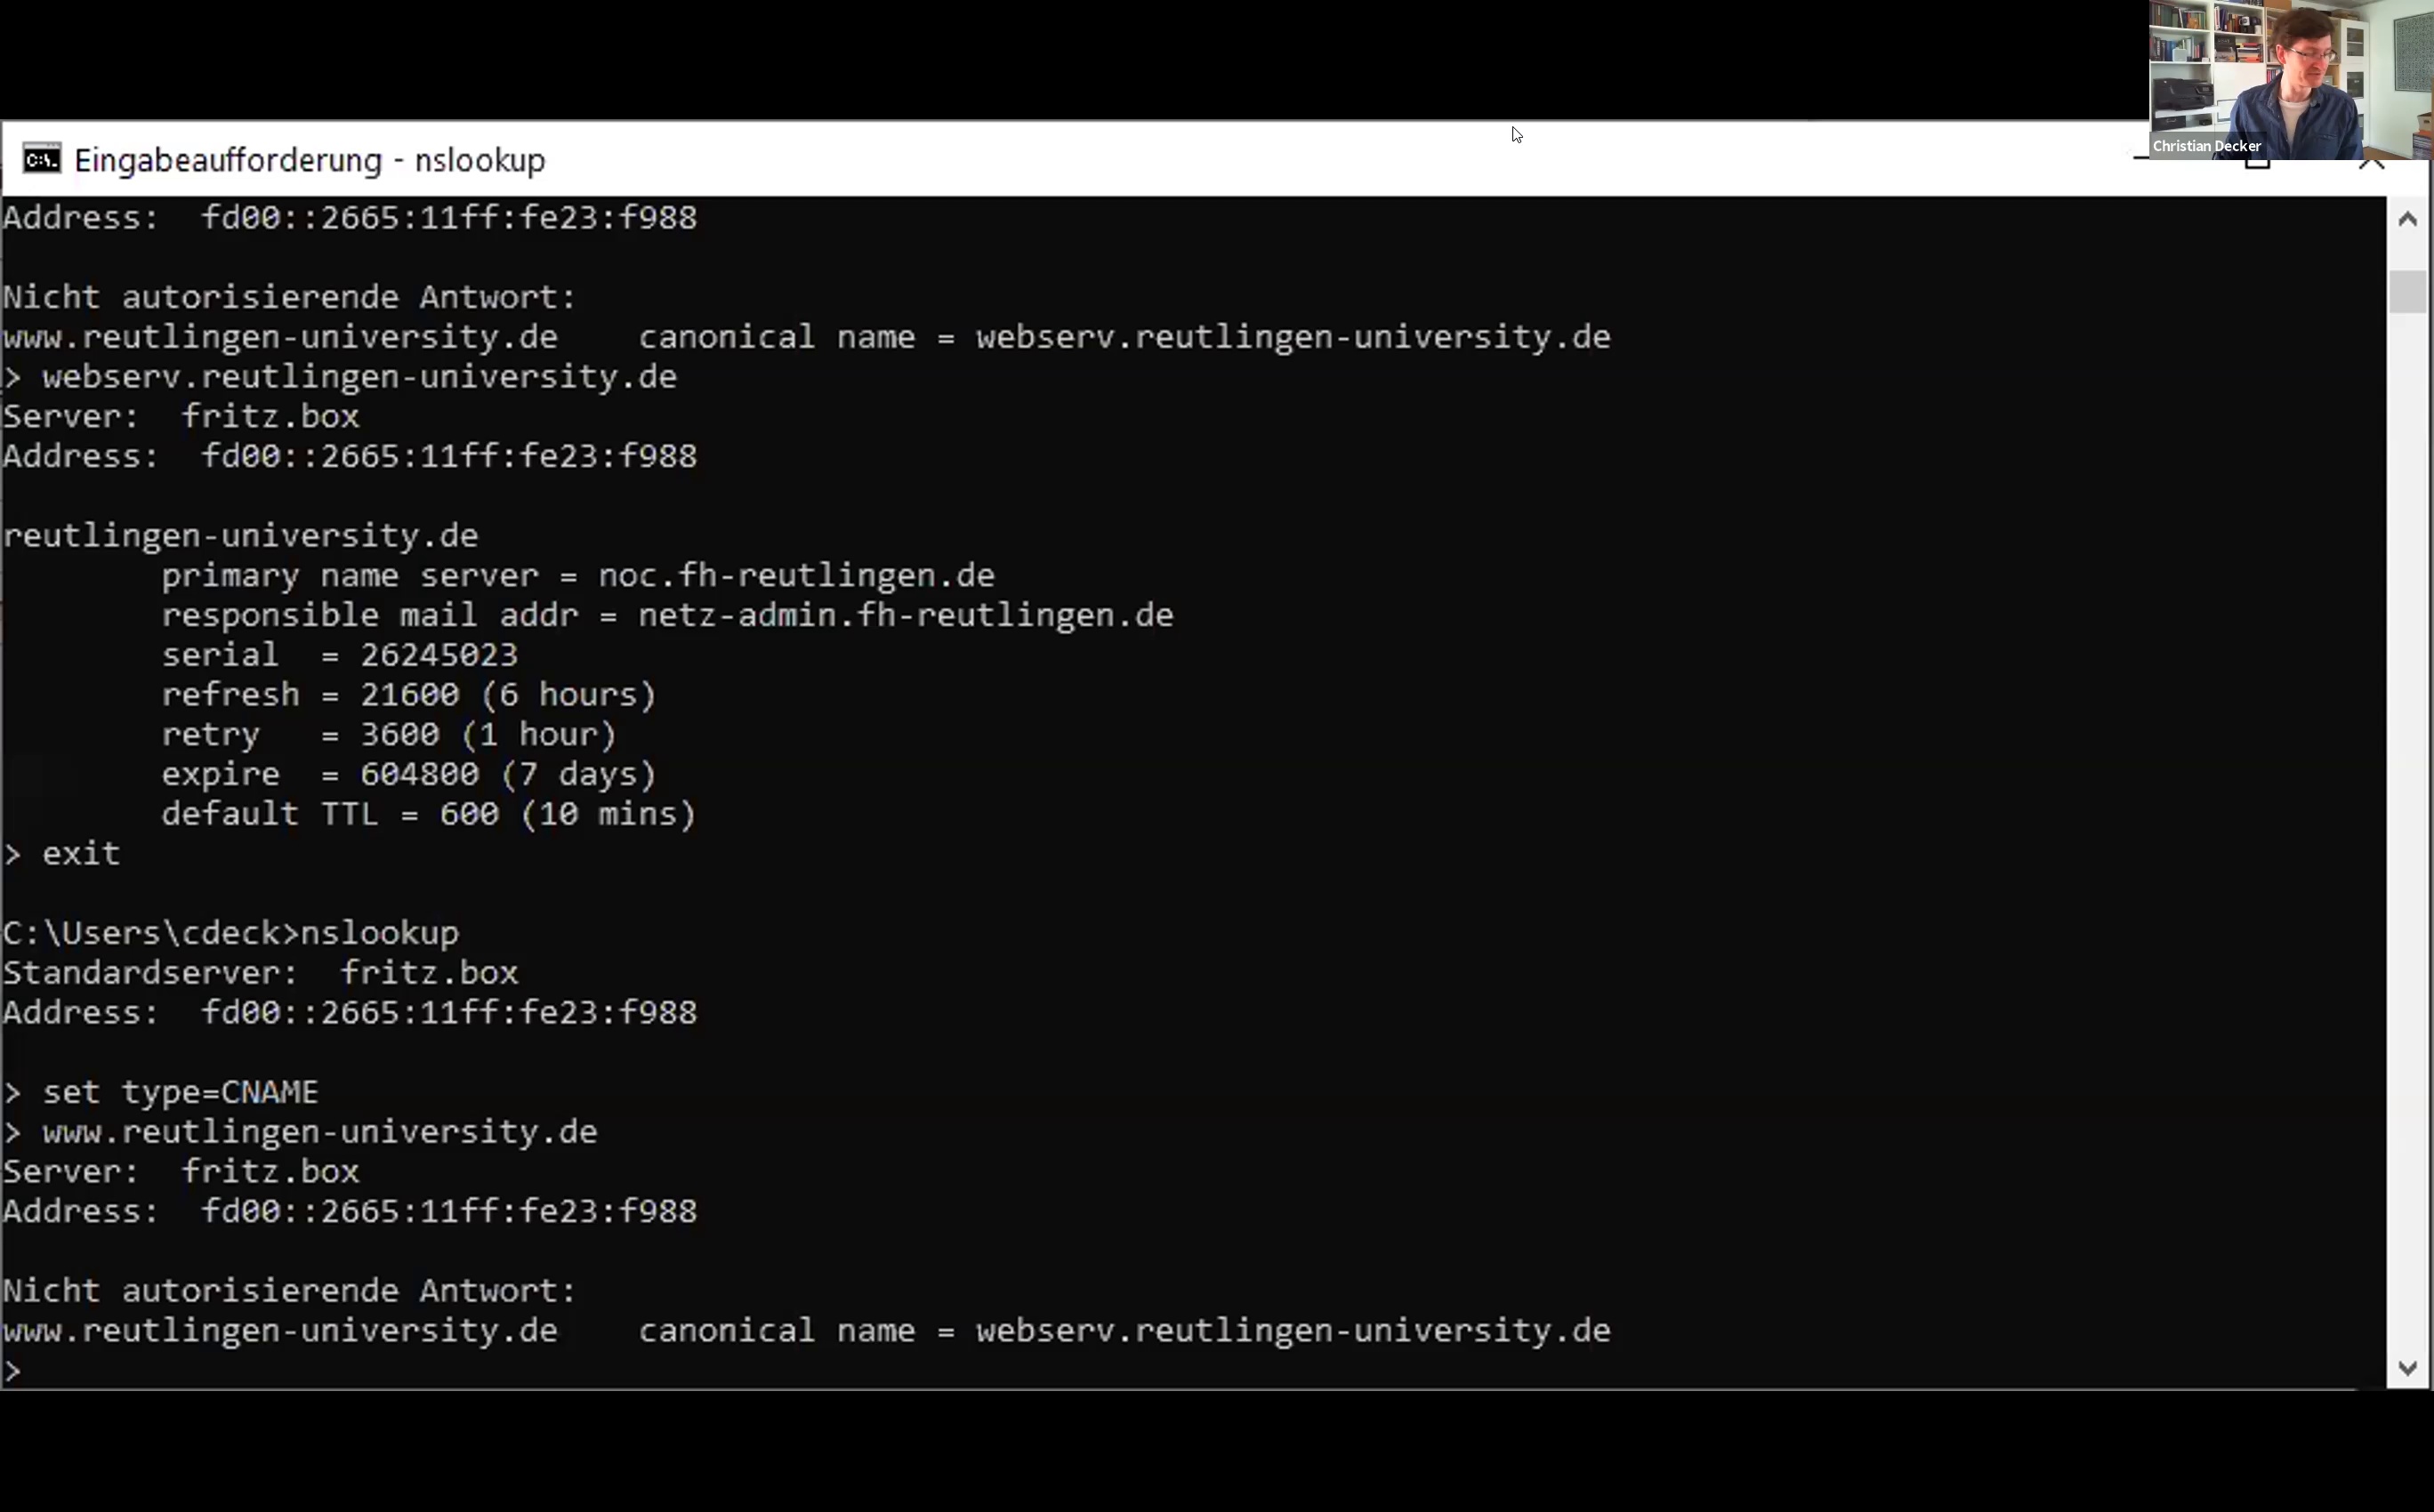 Christian Decker
Eingabeaufforderung - nslookup
Address:  fd00::2665:11ff:fe23:f988
Nicht autorisierende Antwort:
www.reutlingen-university.de    canonical name = webserv.reutlingen-university.de
> webserv.reutlingen-university.de
Server:  fritz.box
Address:  fd00::2665:11ff:fe23:f988
reutlingen-university.de
        primary name server = noc.fh-reutlingen.de
        responsible mail addr = netz-admin.fh-reutlingen.de
        serial  = 26245023
        refresh = 21600 (6 hours)
        retry   = 3600 (1 hour)
        expire  = 604800 (7 days)
        default TTL = 600 (10 mins)
> exit
C:\Users\cdeck>nslookup
Standardserver:  fritz.box
Address:  fd00::2665:11ff:fe23:f988
> set type=CNAME
> www.reutlingen-university.de
Server:  fritz.box
Address:  fd00::2665:11ff:fe23:f988
Nicht autorisierende Antwort:
www.reutlingen-university.de    canonical name = webserv.reutlingen-university.de
>